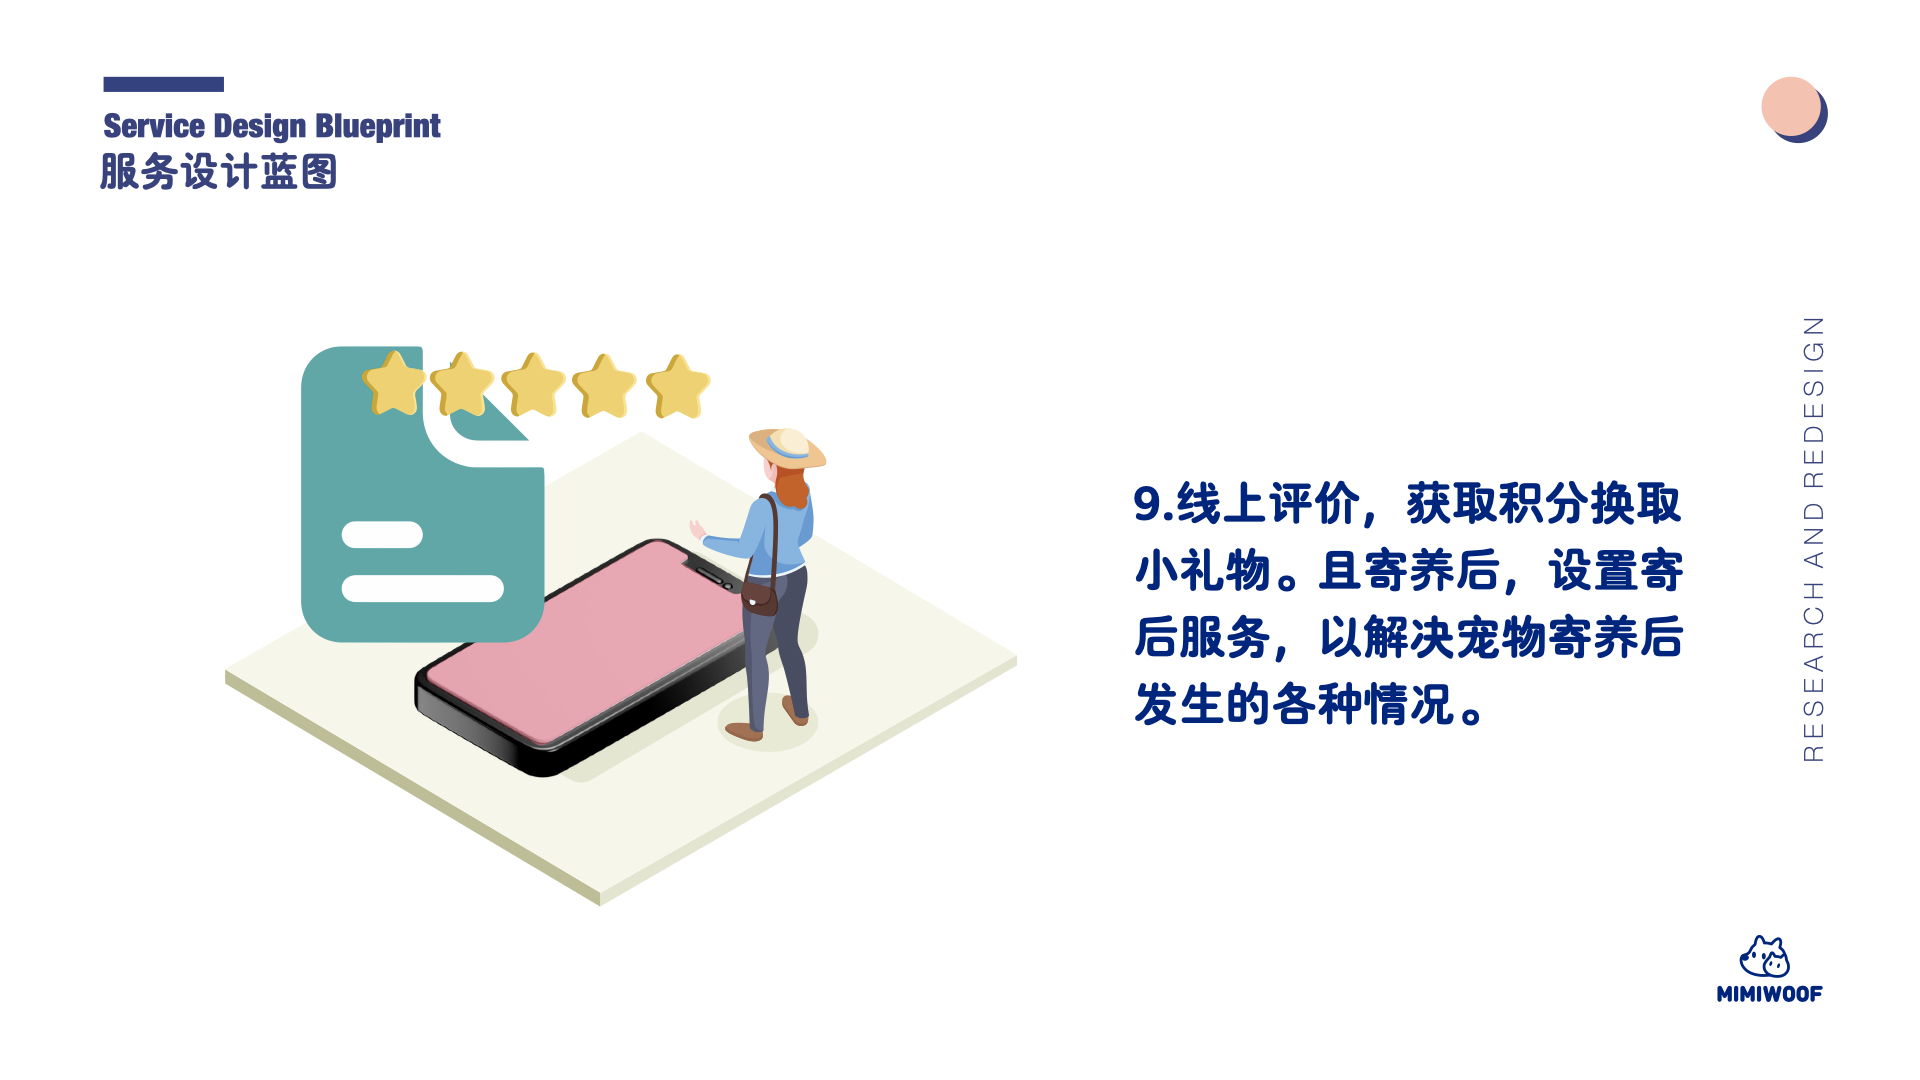 Service Design Blueprint
服务设计蓝图
9.线上评价，获取积分换取
小礼物。且寄养后，设置寄
后服务，以解决宠物寄养后
发生的各种情况。
RESEARCH AND REDESIGN
MIMIWOOF